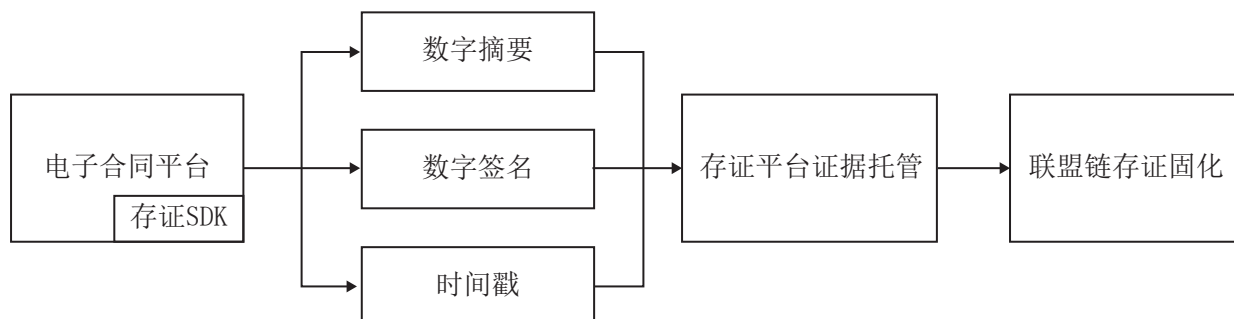 数字摘要
电子合同平台
存证SDK
数字签名
时间戳
存证平台证据托管
联盟链存证固化